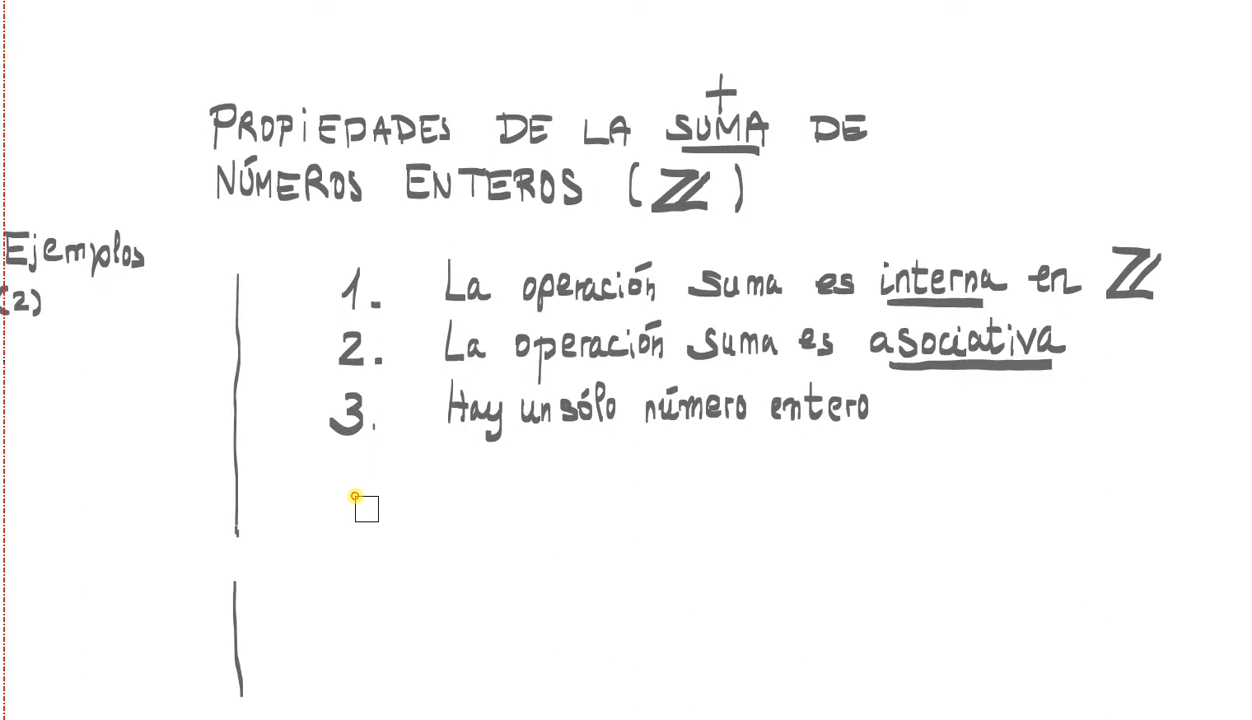 +
PROPIEDADES DE LA SUMA DE
NÚMEROS ENTEROS (ℤ)
Ejemplos
(2)
1. La operación suma es interna en ℤ
2. La operación suma es asociativa
3. Hay un sólo número entero